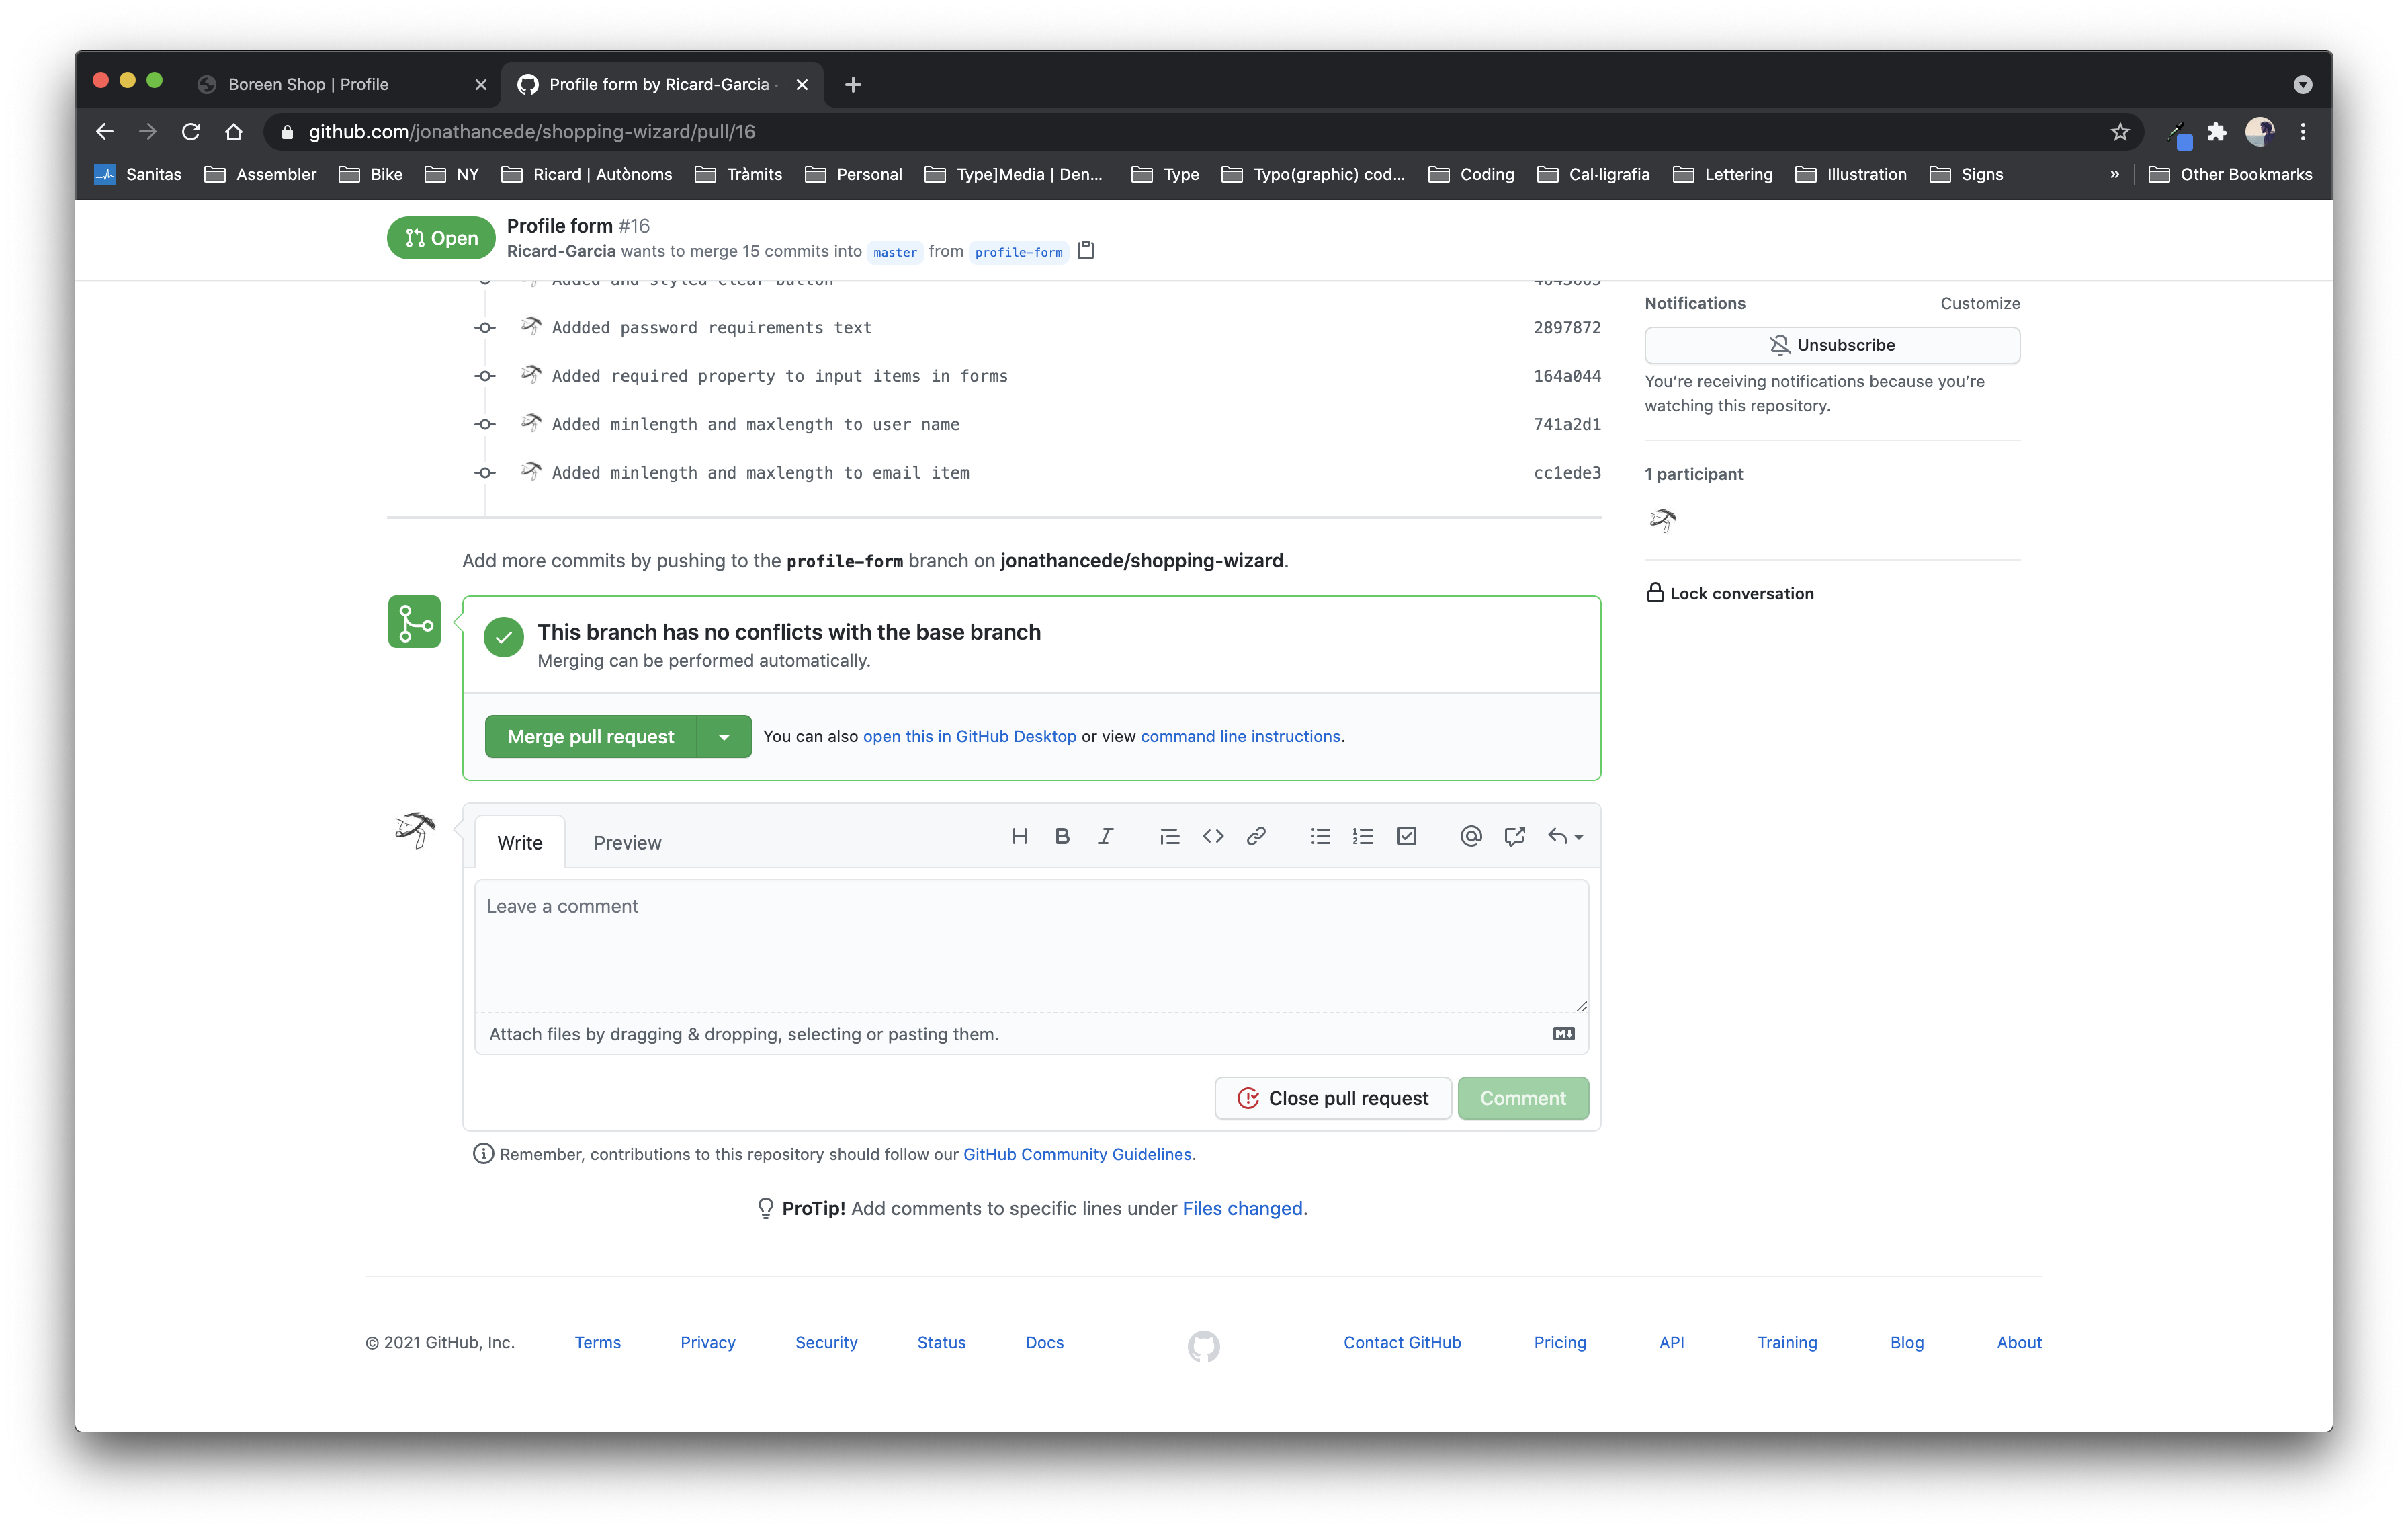 Boreen Shop | Profile
Profile form by Ricard-Garcia ·
github.com/jonathancede/shopping-wizard/pull/16
Sanitas Assembler Bike NY Ricard | Autònoms Tràmits Personal Type]Media | Den... Type Typo(graphic) cod... Coding Cal·ligrafia Lettering Illustration Signs » Other Bookmarks
Open
Profile form #16
Ricard-Garcia wants to merge 15 commits into master from profile-form
Added and styled clear button
Addded password requirements text 2897872
Added required property to input items in forms 164a044
Added minlength and maxlength to user name 741a2d1
Added minlength and maxlength to email item cc1ede3
Notifications Customize
Unsubscribe
You’re receiving notifications because you’re
watching this repository.
1 participant
Lock conversation
Add more commits by pushing to the profile-form branch on jonathancede/shopping-wizard.
This branch has no conflicts with the base branch
Merging can be performed automatically.
Merge pull request You can also open this in GitHub Desktop or view command line instructions.
Write Preview
Leave a comment
Attach files by dragging & dropping, selecting or pasting them.
Close pull request Comment
Remember, contributions to this repository should follow our GitHub Community Guidelines.
ProTip! Add comments to specific lines under Files changed.
© 2021 GitHub, Inc. Terms Privacy Security Status Docs Contact GitHub Pricing API Training Blog About